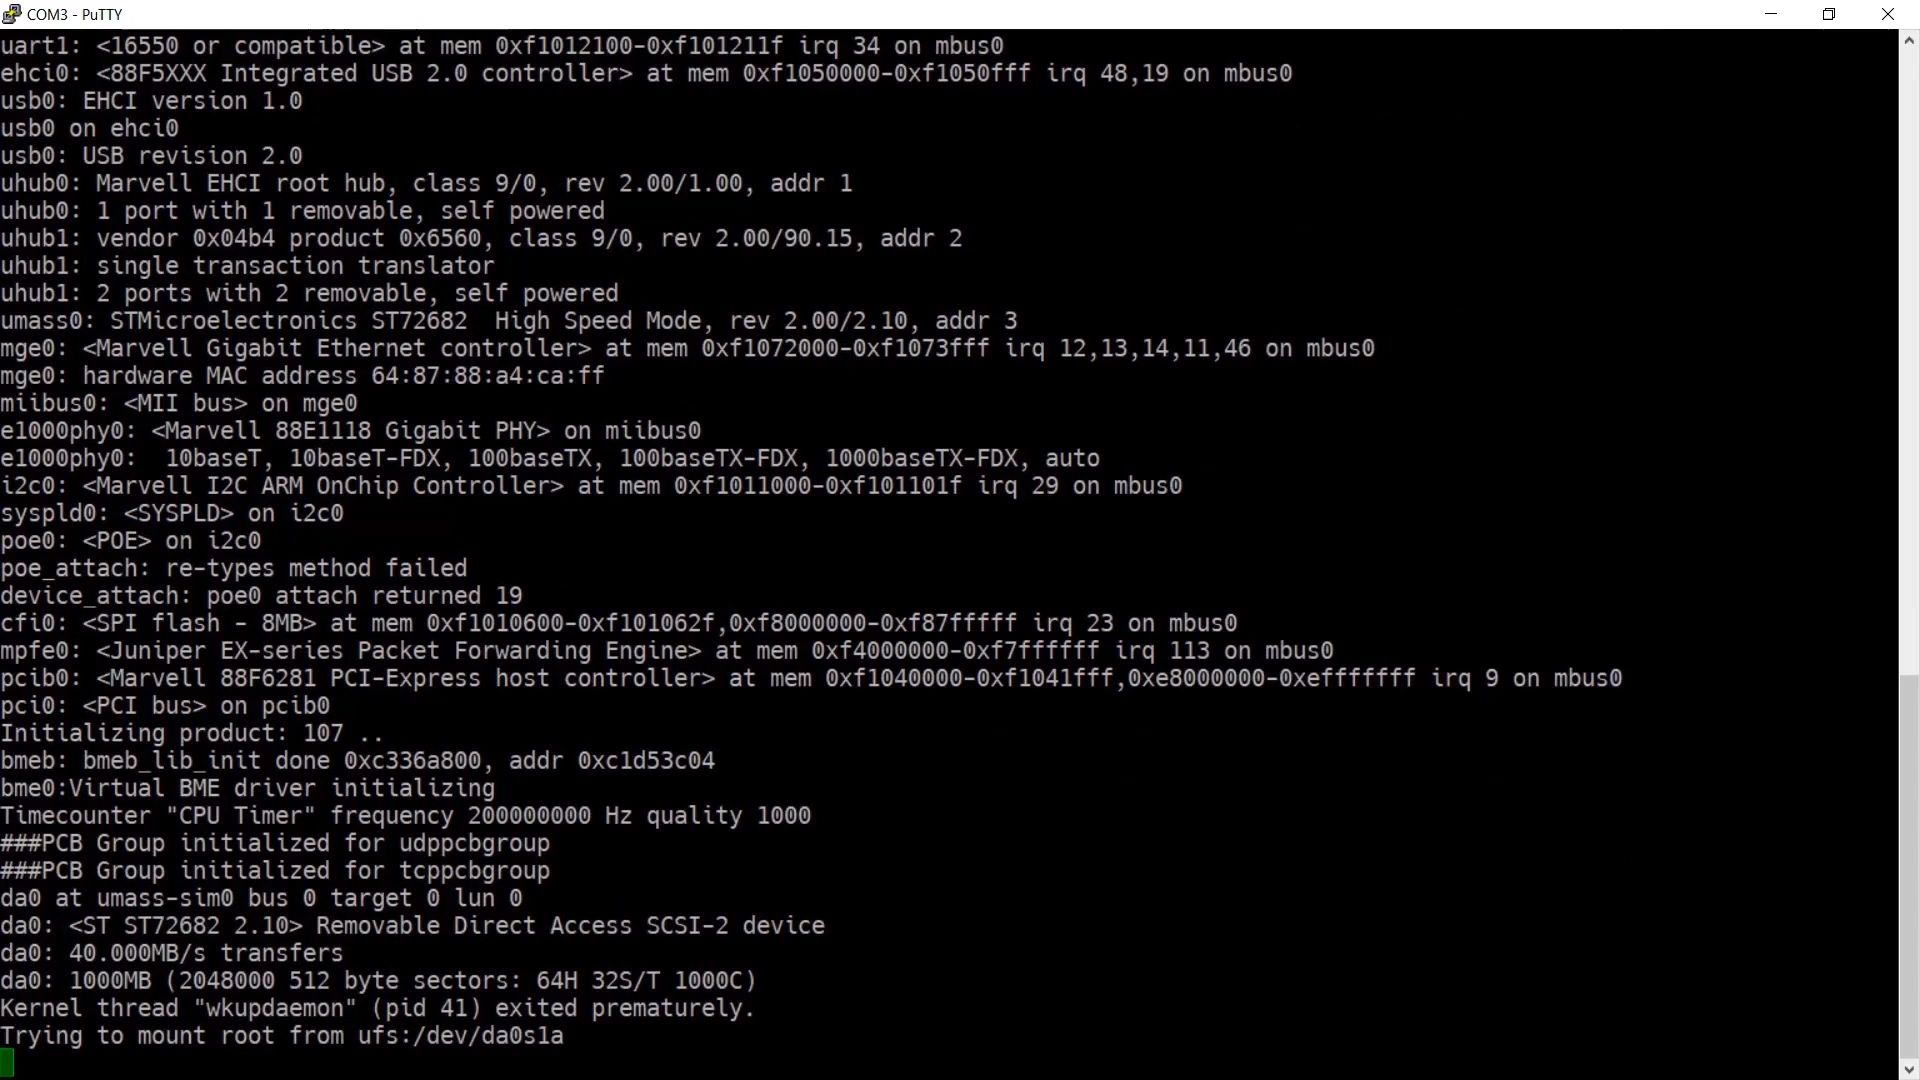 COM3 - PuTTY
uart1: <16550 or compatible> at mem 0xf1012100-0xf101211f irq 34 on mbus0
ehci0: <88F5XXX Integrated USB 2.0 controller> at mem 0xf1050000-0xf1050fff irq 48,19 on mbus0
usb0: EHCI version 1.0
usb0 on ehci0
usb0: USB revision 2.0
uhub0: Marvell EHCI root hub, class 9/0, rev 2.00/1.00, addr 1
uhub0: 1 port with 1 removable, self powered
uhub1: vendor 0x04b4 product 0x6560, class 9/0, rev 2.00/90.15, addr 2
uhub1: single transaction translator
uhub1: 2 ports with 2 removable, self powered
umass0: STMicroelectronics ST72682  High Speed Mode, rev 2.00/2.10, addr 3
mge0: <Marvell Gigabit Ethernet controller> at mem 0xf1072000-0xf1073fff irq 12,13,14,11,46 on mbus0
mge0: hardware MAC address 64:87:88:a4:ca:ff
miibus0: <MII bus> on mge0
e1000phy0: <Marvell 88E1118 Gigabit PHY> on miibus0
e1000phy0:  10baseT, 10baseT-FDX, 100baseTX, 100baseTX-FDX, 1000baseTX-FDX, auto
i2c0: <Marvell I2C ARM OnChip Controller> at mem 0xf1011000-0xf101101f irq 29 on mbus0
syspld0: <SYSPLD> on i2c0
poe0: <POE> on i2c0
poe_attach: re-types method failed
device_attach: poe0 attach returned 19
cfi0: <SPI flash - 8MB> at mem 0xf1010600-0xf101062f,0xf8000000-0xf87fffff irq 23 on mbus0
mpfe0: <Juniper EX-series Packet Forwarding Engine> at mem 0xf4000000-0xf7ffffff irq 113 on mbus0
pcib0: <Marvell 88F6281 PCI-Express host controller> at mem 0xf1040000-0xf1041fff,0xe8000000-0xefffffff irq 9 on mbus0
pci0: <PCI bus> on pcib0
Initializing product: 107 ..
bmeb: bmeb_lib_init done 0xc336a800, addr 0xc1d53c04
bme0:Virtual BME driver initializing
Timecounter "CPU Timer" frequency 200000000 Hz quality 1000
###PCB Group initialized for udppcbgroup
###PCB Group initialized for tcppcbgroup
da0 at umass-sim0 bus 0 target 0 lun 0
da0: <ST ST72682 2.10> Removable Direct Access SCSI-2 device
da0: 40.000MB/s transfers
da0: 1000MB (2048000 512 byte sectors: 64H 32S/T 1000C)
Kernel thread "wkupdaemon" (pid 41) exited prematurely.
Trying to mount root from ufs:/dev/da0s1a